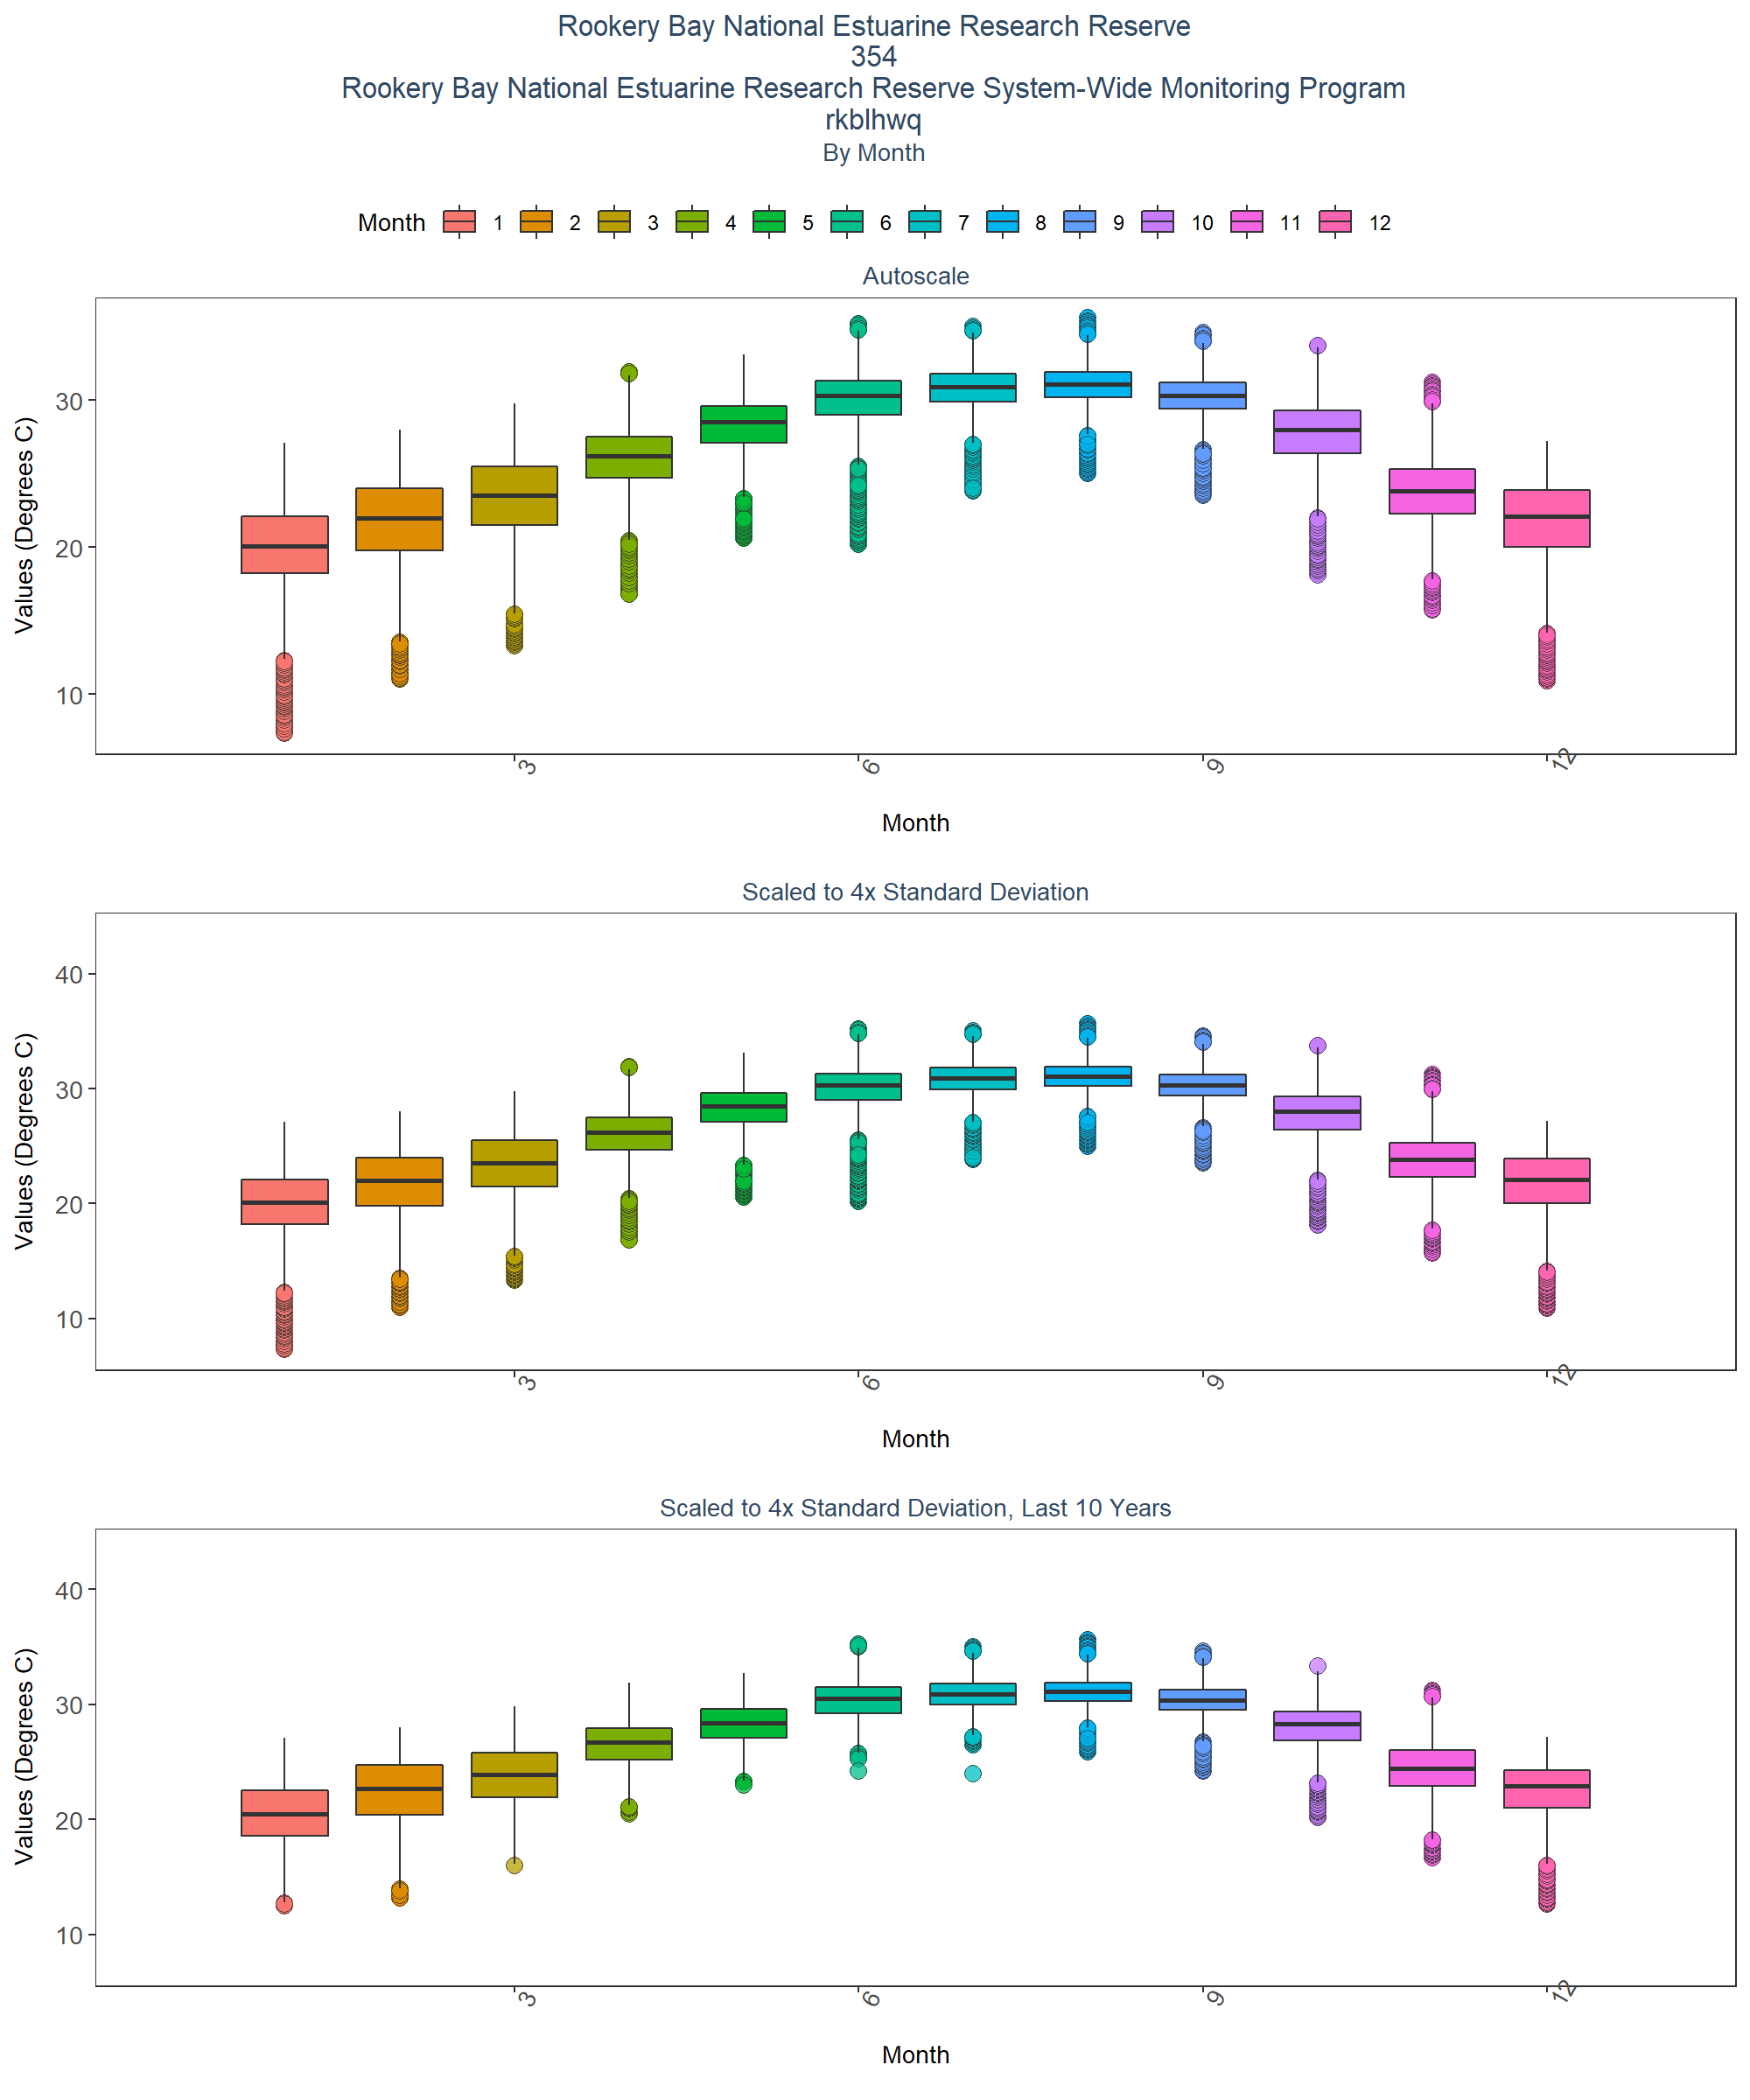 Rookery Bay National Estuarine Research Reserve
354
Rookery Bay National Estuarine Research Reserve System-Wide Monitoring Program
rkblhwq
By Month
Month 1 2 3 4 5 6 7 8 9 10 11 12
Autoscale
Values (Degrees C)
30
20
10
3 6 9 12
Month
Scaled to 4x Standard Deviation
Values (Degrees C)
40
30
20
10
3 6 9 12
Month
Scaled to 4x Standard Deviation, Last 10 Years
Values (Degrees C)
40
30
20
10
3 6 9 12
Month